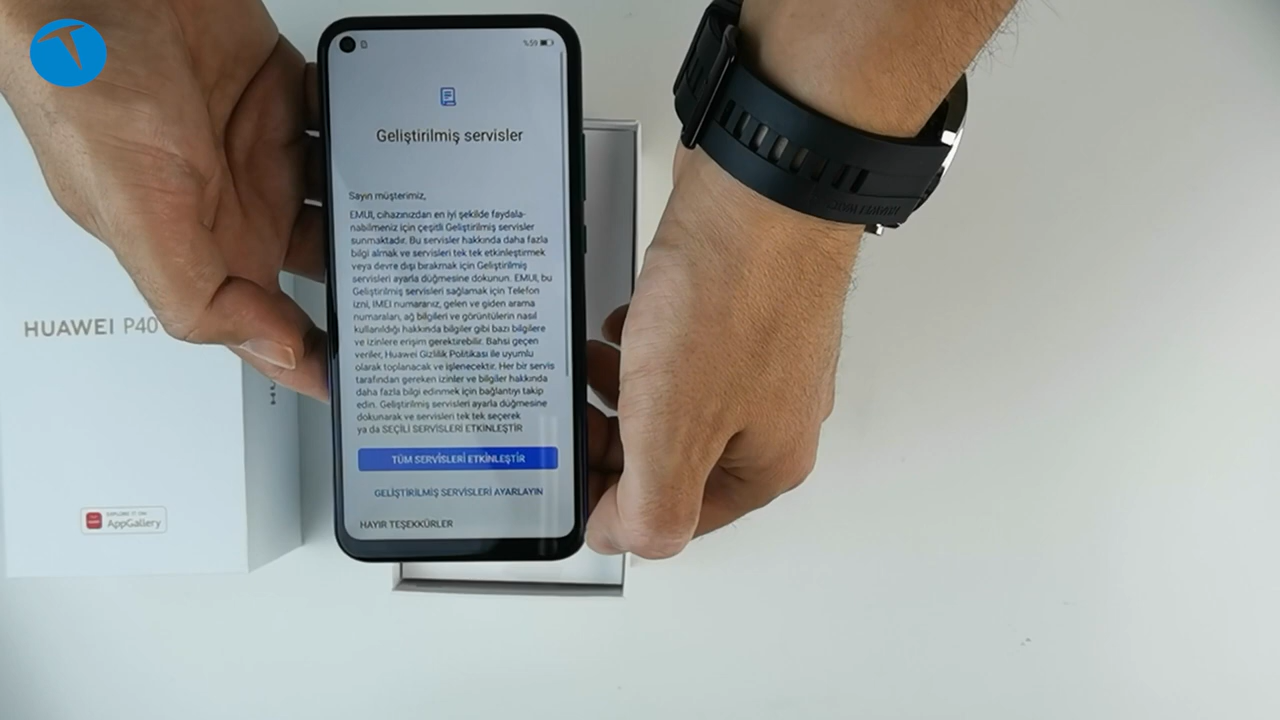 %59
Geliştirilmiş servisler
Sayın müşterimiz,
EMUI, cihazınızdan en iyi şekilde faydala-
nabilmeniz için çeşitli Geliştirilmiş servisler
sunmaktadır. Bu servisler hakkında daha fazla
bilgi almak ve servisleri tek tek etkinleştirmek
veya devre dışı bırakmak için Geliştirilmiş
servisleri ayarla düğmesine dokunun. EMUI, bu
Geliştirilmiş servisleri sağlamak için Telefon
izni, IMEI numaranız, gelen ve giden arama
numaraları, ağ bilgileri ve görüntülerin nasıl
kullanıldığı hakkında bilgiler gibi bazı bilgilere
ve izinlere erişim gerektirebilir. Bahsi geçen
veriler, Huawei Gizlilik Politikası ile uyumlu
olarak toplanacak ve işlenecektir. Her bir servis
tarafından gereken izinler ve bilgiler hakkında
daha fazla bilgi edinmek için bağlantıyı takip
edin. Geliştirilmiş servisleri ayarla düğmesine
dokunarak ve servisleri tek tek seçerek
ya da SEÇİLİ SERVİSLERİ ETKİNLEŞTİR
TÜM SERVİSLERİ ETKİNLEŞTİR
GELİŞTİRİLMİŞ SERVİSLERİ AYARLAYIN
HAYIR TEŞEKKÜRLER
HUAWEI P40
EXPLORE IT ON
AppGallery